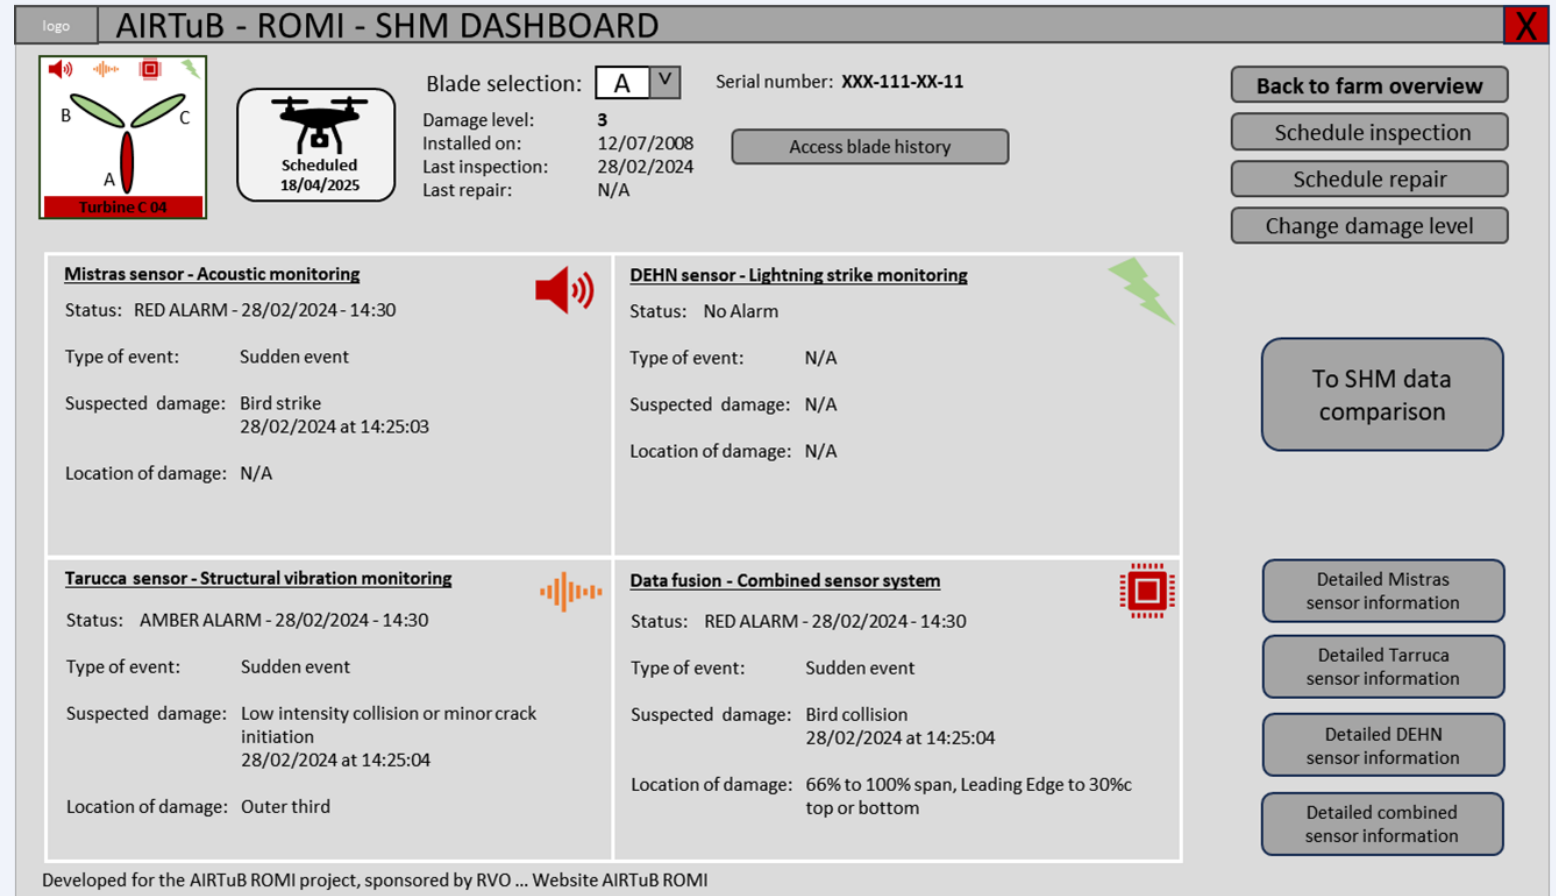 logo
AIRTuB - ROMI - SHM DASHBOARD
X
B
C
A
Turbine C 04
Scheduled
18/04/2025
Blade selection: A V
Serial number: XXX-111-XX-11
Damage level: 3
Installed on: 12/07/2008
Last inspection: 28/02/2024
Last repair: N/A
Access blade history
Back to farm overview
Schedule inspection
Schedule repair
Change damage level
Mistras sensor - Acoustic monitoring
Status: RED ALARM - 28/02/2024 - 14:30
Type of event: Sudden event
Suspected damage: Bird strike
28/02/2024 at 14:25:03
Location of damage: N/A
DEHN sensor - Lightning strike monitoring
Status: No Alarm
Type of event: N/A
Suspected damage: N/A
Location of damage: N/A
Tarucca sensor - Structural vibration monitoring
Status: AMBER ALARM - 28/02/2024 - 14:30
Type of event: Sudden event
Suspected damage: Low intensity collision or minor crack
initiation
28/02/2024 at 14:25:04
Location of damage: Outer third
Data fusion - Combined sensor system
Status: RED ALARM - 28/02/2024 - 14:30
Type of event: Sudden event
Suspected damage: Bird collision
28/02/2024 at 14:25:04
Location of damage: 66% to 100% span, Leading Edge to 30%c
top or bottom
To SHM data
comparison
Detailed Mistras
sensor information
Detailed Tarruca
sensor information
Detailed DEHN
sensor information
Detailed combined
sensor information
Developed for the AIRTuB ROMI project, sponsored by RVO ... Website AIRTuB ROMI